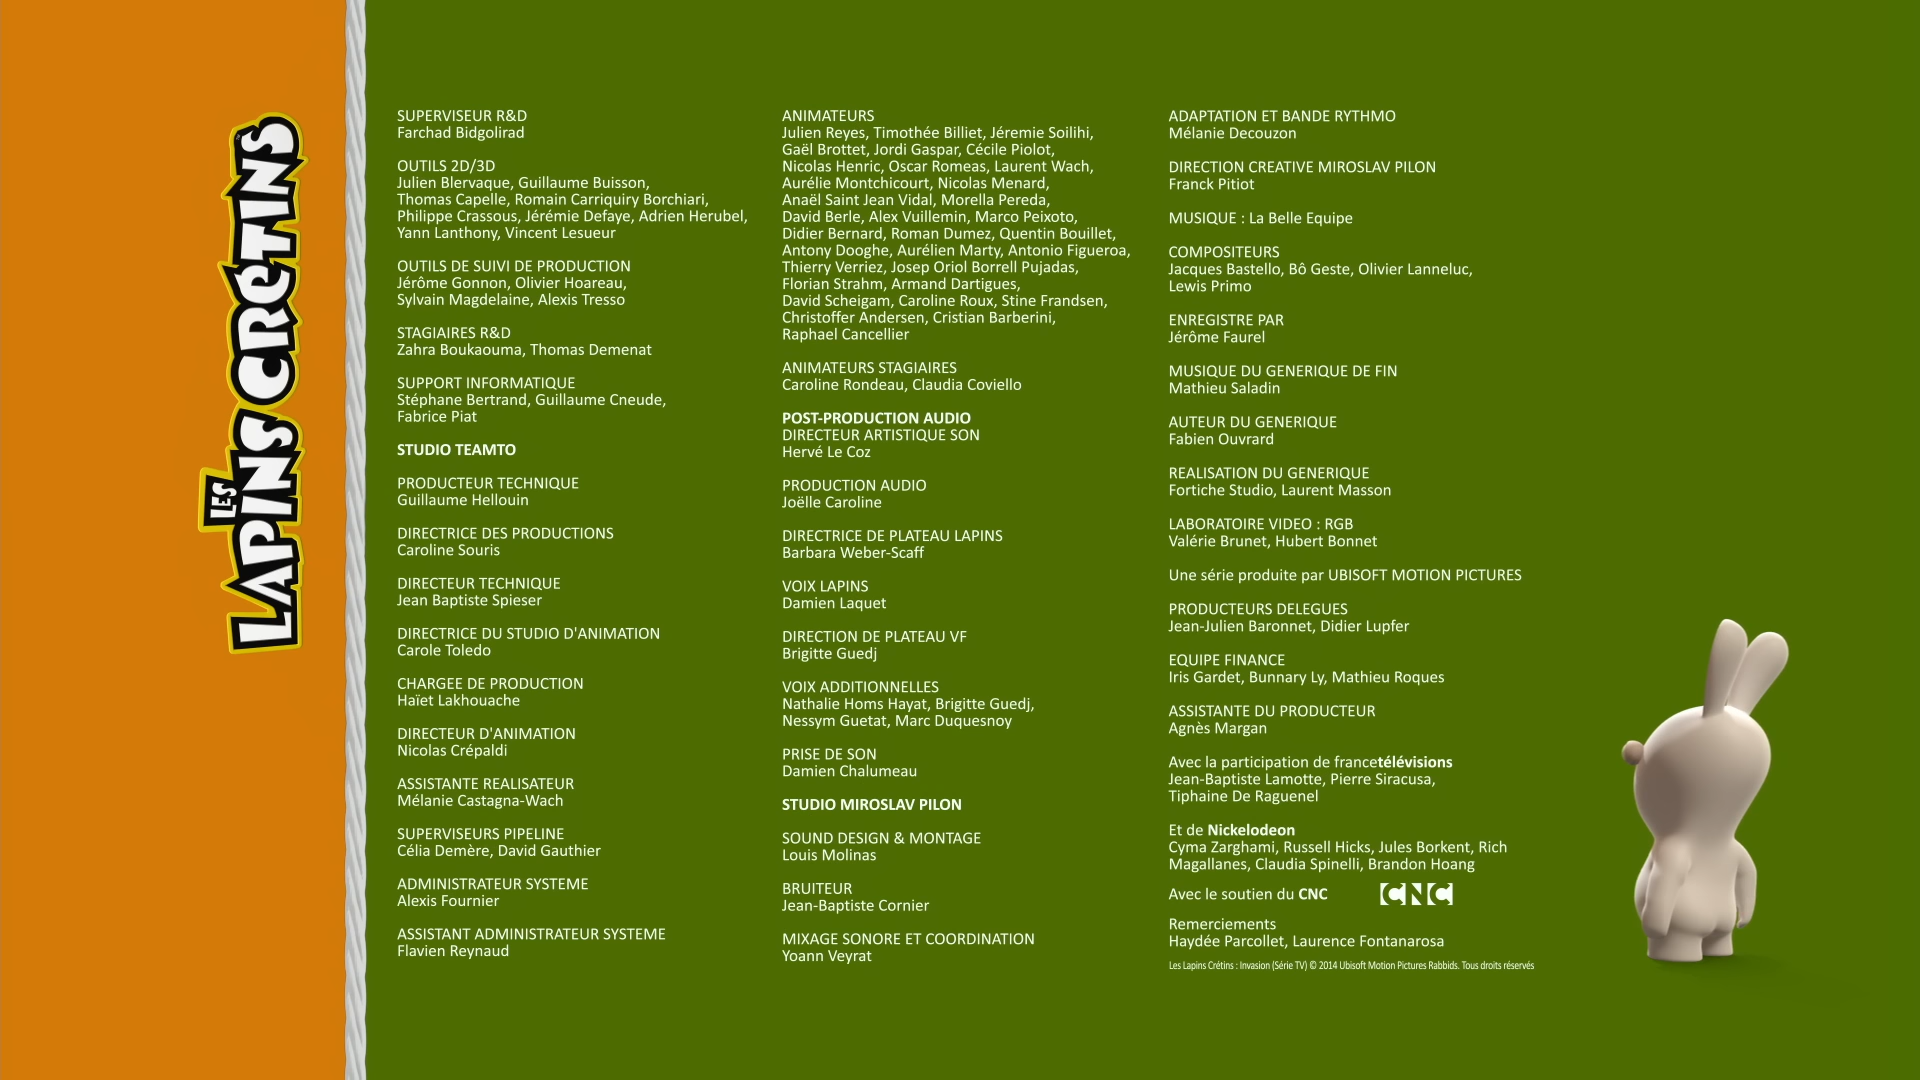 LES
LAPINS CRÉTINS
SUPERVISEUR R&D
Farchad Bidgolirad
OUTILS 2D/3D
Julien Blervaque, Guillaume Buisson,
Thomas Capelle, Romain Carriquiry Borchiari,
Philippe Crassous, Jérémie Defaye, Adrien Herubel,
Yann Lanthony, Vincent Lesueur
OUTILS DE SUIVI DE PRODUCTION
Jérôme Gonnon, Olivier Hoareau,
Sylvain Magdelaine, Alexis Tresso
STAGIAIRES R&D
Zahra Boukaouma, Thomas Demenat
SUPPORT INFORMATIQUE
Stéphane Bertrand, Guillaume Cneude,
Fabrice Piat
STUDIO TEAMTO
PRODUCTEUR TECHNIQUE
Guillaume Hellouin
DIRECTRICE DES PRODUCTIONS
Caroline Souris
DIRECTEUR TECHNIQUE
Jean Baptiste Spieser
DIRECTRICE DU STUDIO D'ANIMATION
Carole Toledo
CHARGEE DE PRODUCTION
Haïet Lakhouache
DIRECTEUR D'ANIMATION
Nicolas Crépaldi
ASSISTANTE REALISATEUR
Mélanie Castagna-Wach
SUPERVISEURS PIPELINE
Célia Demère, David Gauthier
ADMINISTRATEUR SYSTEME
Alexis Fournier
ASSISTANT ADMINISTRATEUR SYSTEME
Flavien Reynaud
ANIMATEURS
Julien Reyes, Timothée Billiet, Jéremie Soilihi,
Gaël Brottet, Jordi Gaspar, Cécile Piolot,
Nicolas Henric, Oscar Romeas, Laurent Wach,
Aurélie Montchicourt, Nicolas Menard,
Anaël Saint Jean Vidal, Morella Pereda,
David Berle, Alex Vuillemin, Marco Peixoto,
Didier Bernard, Roman Dumez, Quentin Bouillet,
Antony Dooghe, Aurélien Marty, Antonio Figueroa,
Thierry Verriez, Josep Oriol Borrell Pujadas,
Florian Strahm, Armand Dartigues,
David Scheigam, Caroline Roux, Stine Frandsen,
Christoffer Andersen, Cristian Barberini,
Raphael Cancellier
ANIMATEURS STAGIAIRES
Caroline Rondeau, Claudia Coviello
POST-PRODUCTION AUDIO
DIRECTEUR ARTISTIQUE SON
Hervé Le Coz
PRODUCTION AUDIO
Joëlle Caroline
DIRECTRICE DE PLATEAU LAPINS
Barbara Weber-Scaff
VOIX LAPINS
Damien Laquet
DIRECTION DE PLATEAU VF
Brigitte Guedj
VOIX ADDITIONNELLES
Nathalie Homs Hayat, Brigitte Guedj,
Nessym Guetat, Marc Duquesnoy
PRISE DE SON
Damien Chalumeau
STUDIO MIROSLAV PILON
SOUND DESIGN & MONTAGE
Louis Molinas
BRUITEUR
Jean-Baptiste Cornier
MIXAGE SONORE ET COORDINATION
Yoann Veyrat
ADAPTATION ET BANDE RYTHMO
Mélanie Decouzon
DIRECTION CREATIVE MIROSLAV PILON
Franck Pitiot
MUSIQUE : La Belle Equipe
COMPOSITEURS
Jacques Bastello, Bô Geste, Olivier Lanneluc,
Lewis Primo
ENREGISTRE PAR
Jérôme Faurel
MUSIQUE DU GENERIQUE DE FIN
Mathieu Saladin
AUTEUR DU GENERIQUE
Fabien Ouvrard
REALISATION DU GENERIQUE
Fortiche Studio, Laurent Masson
LABORATOIRE VIDEO : RGB
Valérie Brunet, Hubert Bonnet
Une série produite par UBISOFT MOTION PICTURES
PRODUCTEURS DELEGUES
Jean-Julien Baronnet, Didier Lupfer
EQUIPE FINANCE
Iris Gardet, Bunnary Ly, Mathieu Roques
ASSISTANTE DU PRODUCTEUR
Agnès Margan
Avec la participation de francetélévisions
Jean-Baptiste Lamotte, Pierre Siracusa,
Tiphaine De Raguenel
Et de Nickelodeon
Cyma Zarghami, Russell Hicks, Jules Borkent, Rich
Magallanes, Claudia Spinelli, Brandon Hoang
Avec le soutien du CNC CNC
Remerciements
Haydée Parcollet, Laurence Fontanarosa
Les Lapins Crétins : Invasion (Série TV) © 2014 Ubisoft Motion Pictures Rabbids. Tous droits réservés